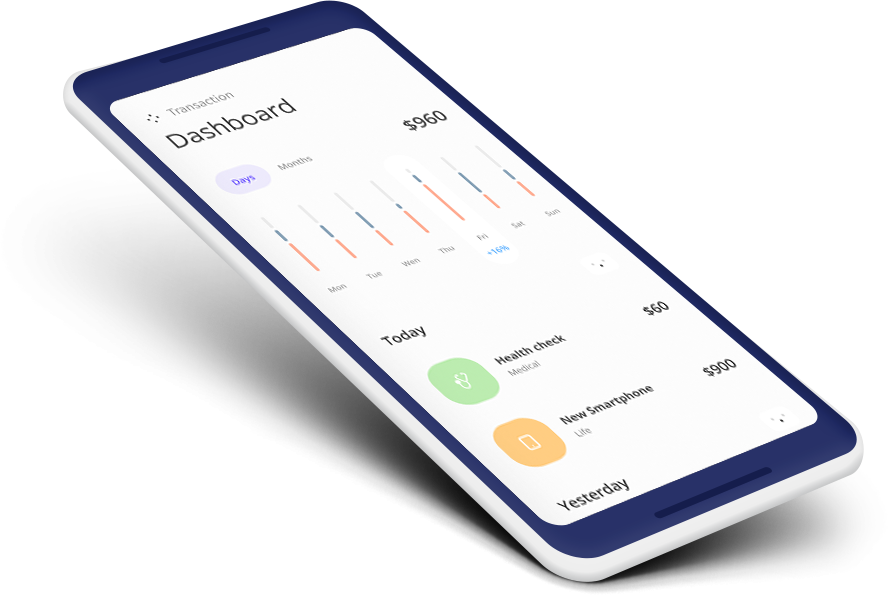 Transaction
Dashboard
$960
Days
Months
Mon
Tue
Wen
Thu
Fri
Sat
Sun
+16%
Today
Health check
Medical
$60
New Smartphone
Life
$900
Yesterday